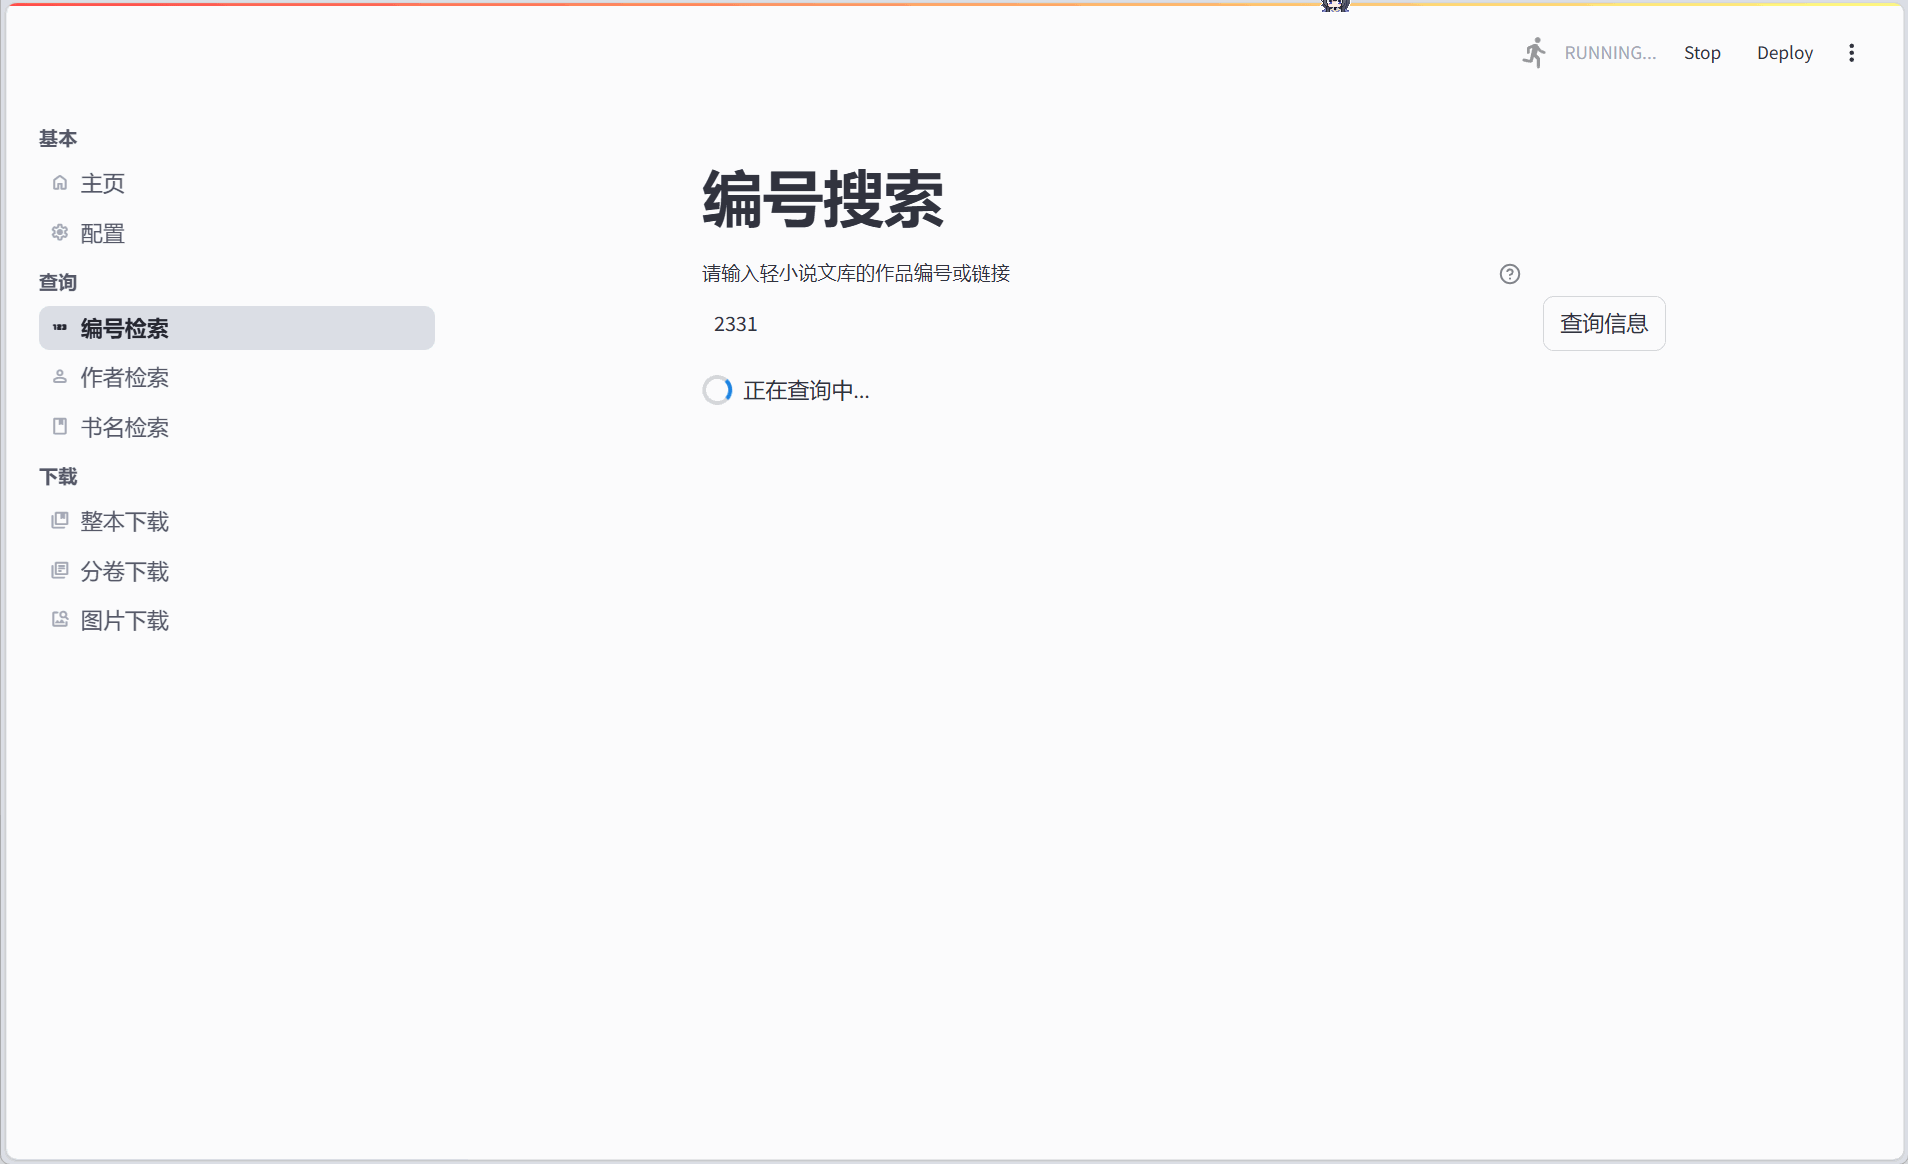 RUNNING...
Stop
Deploy
基本
主页
配置
查询
编号检索
作者检索
书名检索
下载
整本下载
分卷下载
图片下载
编号搜索
请输入轻小说文库的作品编号或链接
2331
查询信息
正在查询中...